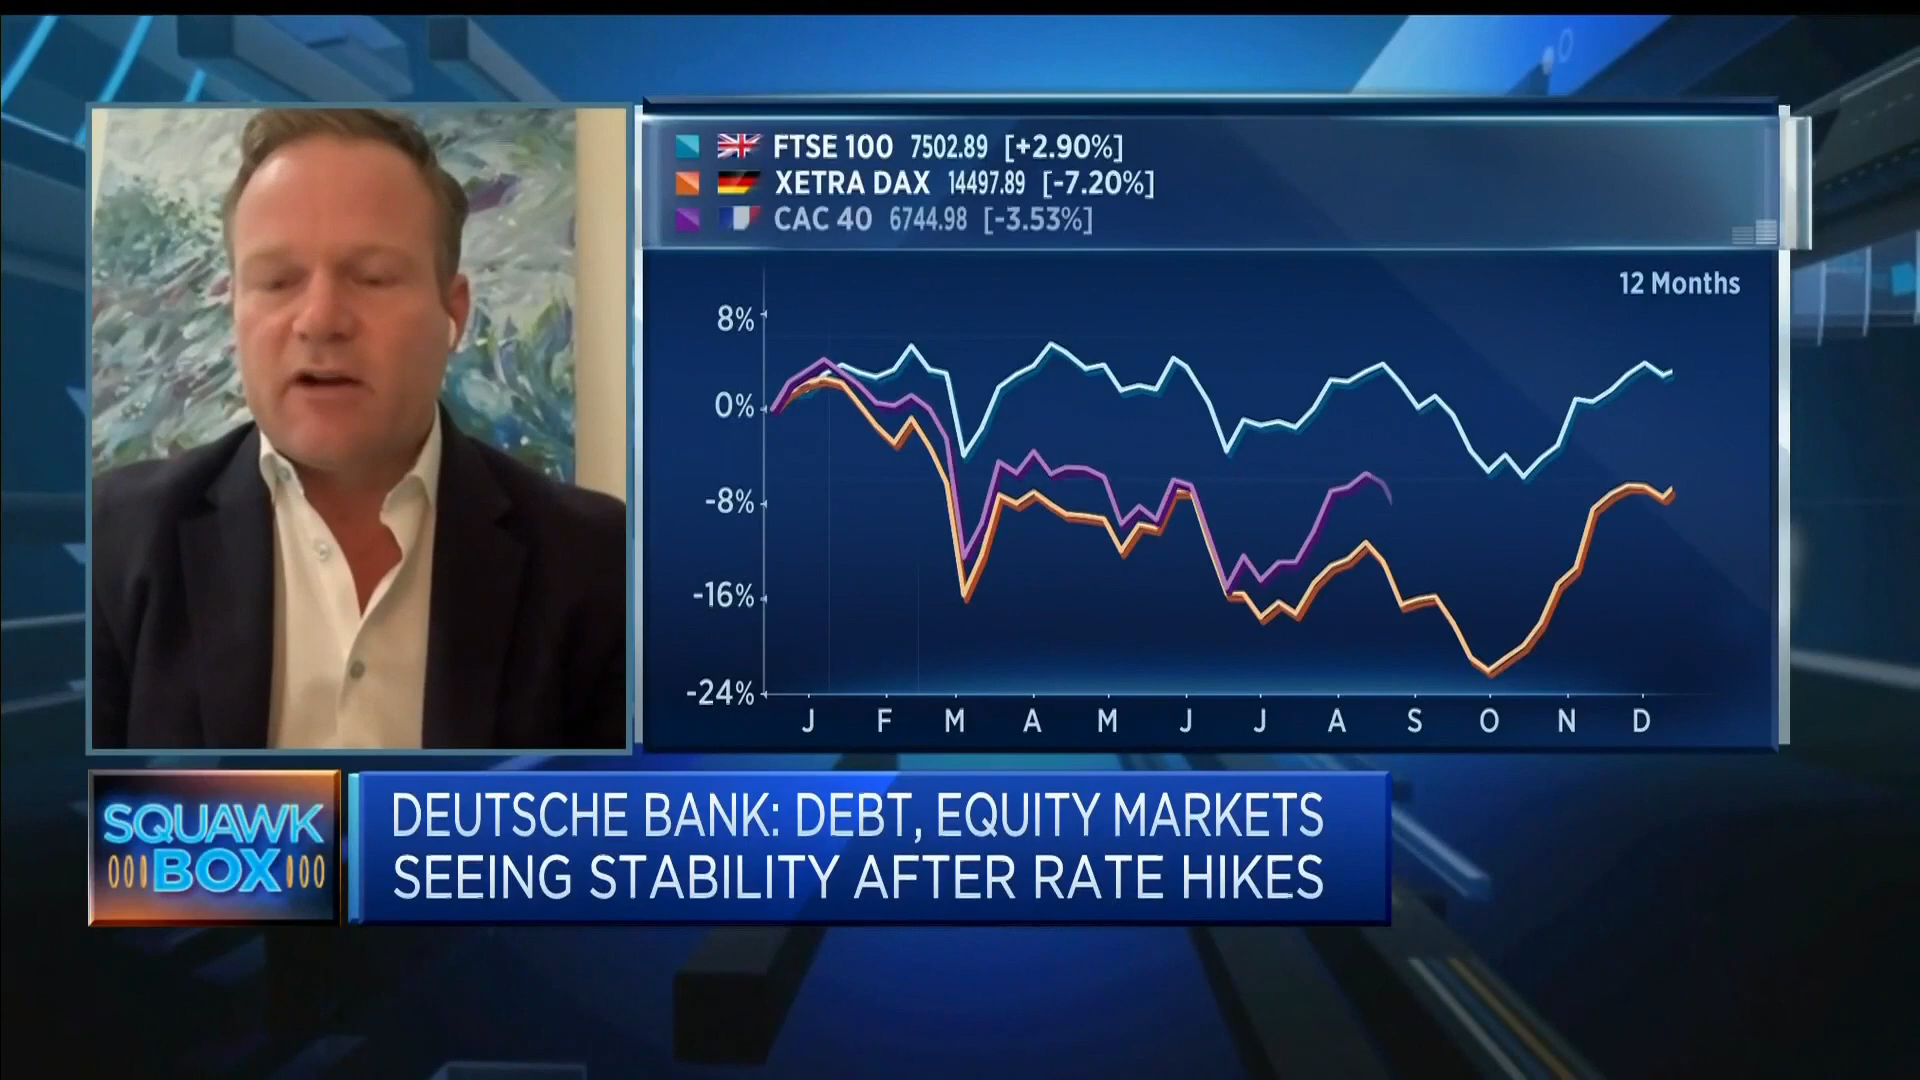 FTSE 100 7502.89 [+2.90%]
XETRA DAX 14497.89 [-7.20%]
CAC 40 6744.98 [-3.53%]
12 Months
8%
0%
-8%
-16%
-24%
J F M A M J J A S O N D
SQUAWK
BOX
DEUTSCHE BANK: DEBT, EQUITY MARKETS
SEEING STABILITY AFTER RATE HIKES